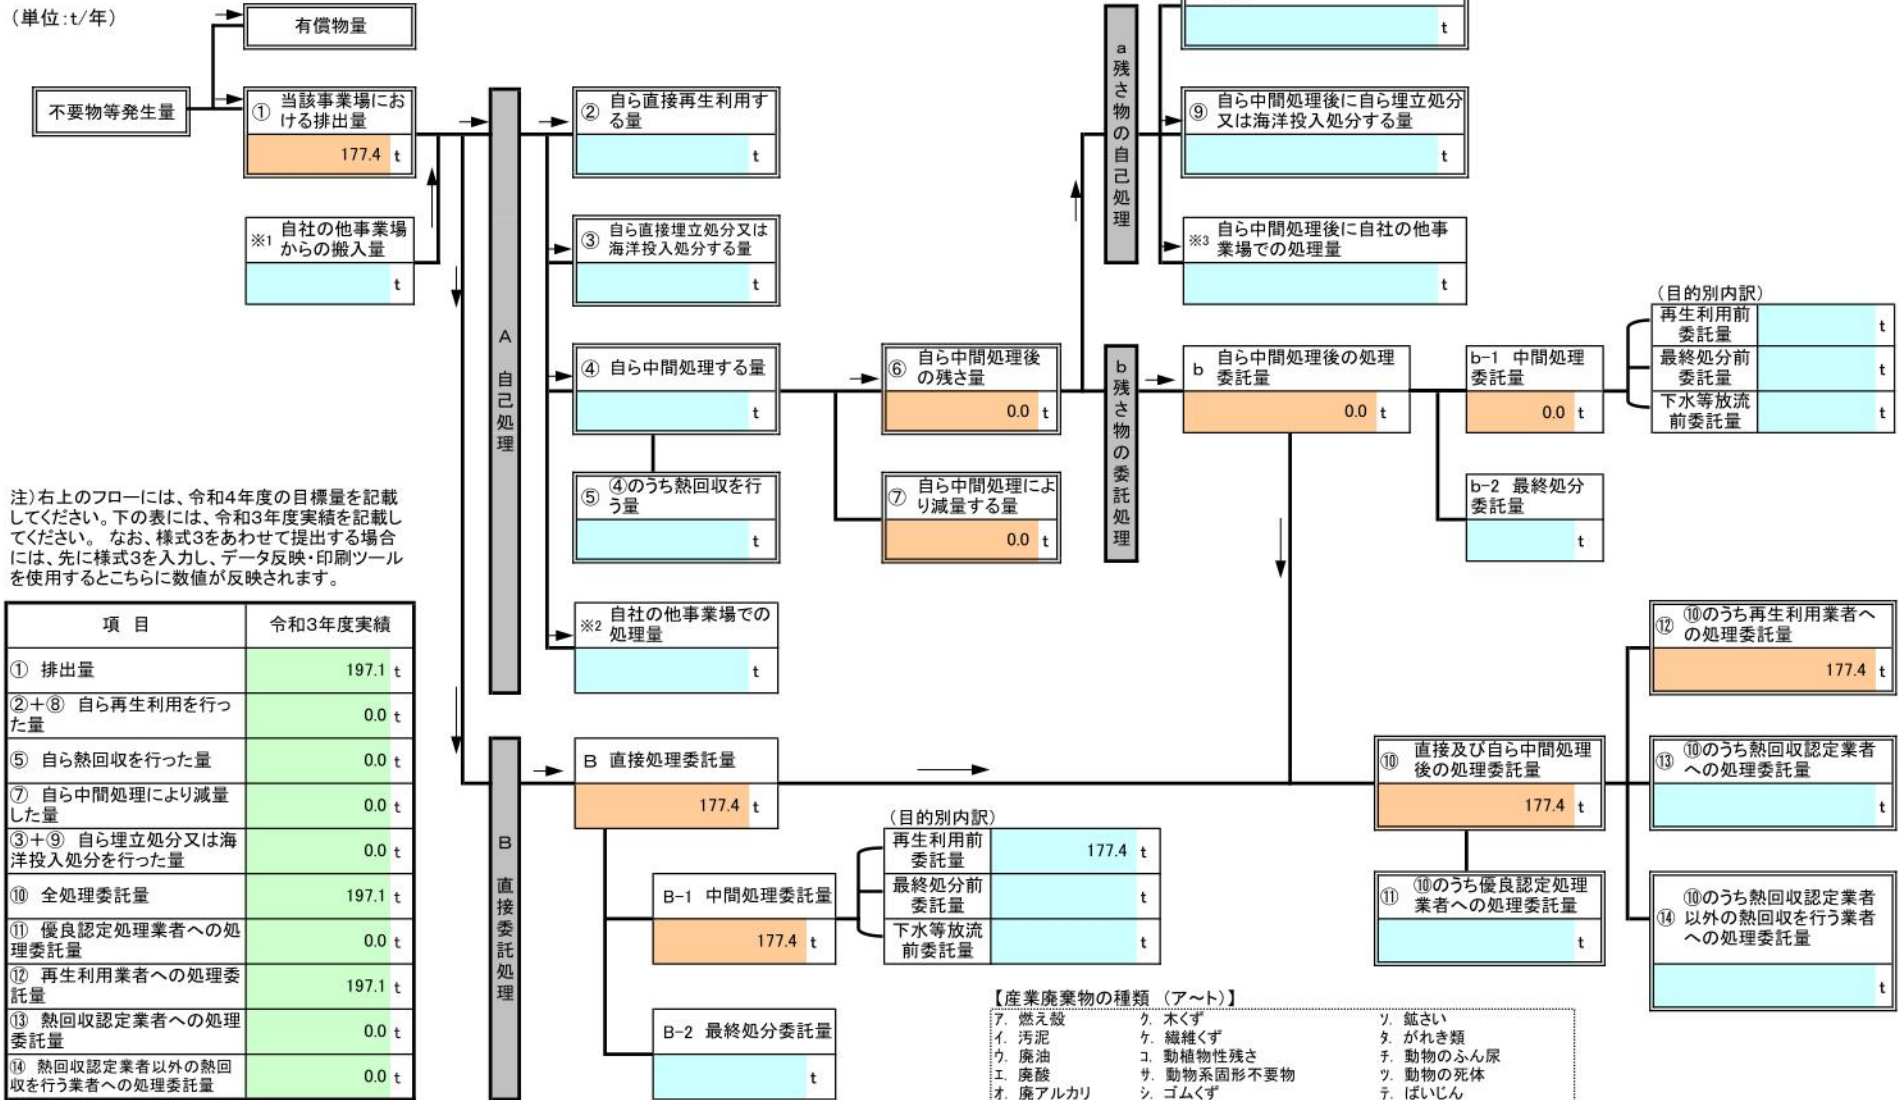 (単位:t/年)
有償物量
不要物等発生量
① 当該事業場にお
ける排出量
177.4 t
※1 自社の他事業場
からの搬入量
t
A 自己処理
② 自ら直接再生利用す
る量
t
③ 自ら直接埋立処分又は
海洋投入処分する量
t
④ 自ら中間処理する量
t
⑤ ④のうち熱回収を行
う量
t
※2 自社の他事業場での
処理量
t
⑥ 自ら中間処理後
の残さ量
0.0 t
⑦ 自ら中間処理によ
り減量する量
0.0 t
a 残さ物の自己処理
t
⑨ 自ら中間処理後に自ら埋立処分
又は海洋投入処分する量
t
※3 自ら中間処理後に自社の他事
業場での処理量
t
b 残さ物の委託処理
b 自ら中間処理後の処理
委託量
0.0 t
b-1 中間処理
委託量
0.0 t
(目的別内訳)
再生利用前
委託量
t
最終処分前
委託量
t
下水等放流
前委託量
t
b-2 最終処分
委託量
t
注)右上のフローには、令和4年度の目標量を記載
してください。下の表には、令和3年度実績を記載し
てください。 なお、様式3をあわせて提出する場合
には、先に様式3を入力し、データ反映・印刷ツール
を使用するとこちらに数値が反映されます。
項 目 令和3年度実績
① 排出量 197.1 t
②+⑧ 自ら再生利用を行っ
た量 0.0 t
⑤ 自ら熱回収を行った量 0.0 t
⑦ 自ら中間処理により減量
した量 0.0 t
③+⑨ 自ら埋立処分又は海
洋投入処分を行った量 0.0 t
⑩ 全処理委託量 197.1 t
⑪ 優良認定処理業者への処
理委託量 0.0 t
⑫ 再生利用業者への処理委
託量 197.1 t
⑬ 熱回収認定業者への処理
委託量 0.0 t
⑭ 熱回収認定業者以外の熱回
収を行う業者への処理委託量 0.0 t
B 直接委託処理
B 直接処理委託量
177.4 t
B-1 中間処理委託量
177.4 t
(目的別内訳)
再生利用前
委託量
177.4 t
最終処分前
委託量
t
下水等放流
前委託量
t
B-2 最終処分委託量
t
⑩ 直接及び自ら中間処理
後の処理委託量
177.4 t
⑪ ⑩のうち優良認定処理
業者への処理委託量
t
⑫ ⑩のうち再生利用業者へ
の処理委託量
177.4 t
⑬ ⑩のうち熱回収認定業者
への処理委託量
t
⑭ ⑩のうち熱回収認定業者
以外の熱回収を行う業者
への処理委託量
t
【産業廃棄物の種類 (ア~ト)】
ア. 燃え殻 ク. 木くず ソ. 鉱さい
イ. 汚泥 ケ. 繊維くず タ. がれき類
ウ. 廃油 コ. 動植物性残さ チ. 動物のふん尿
エ. 廃酸 サ. 動物系固形不要物 ツ. 動物の死体
オ. 廃アルカリ シ. ゴムくず テ. ばいじん